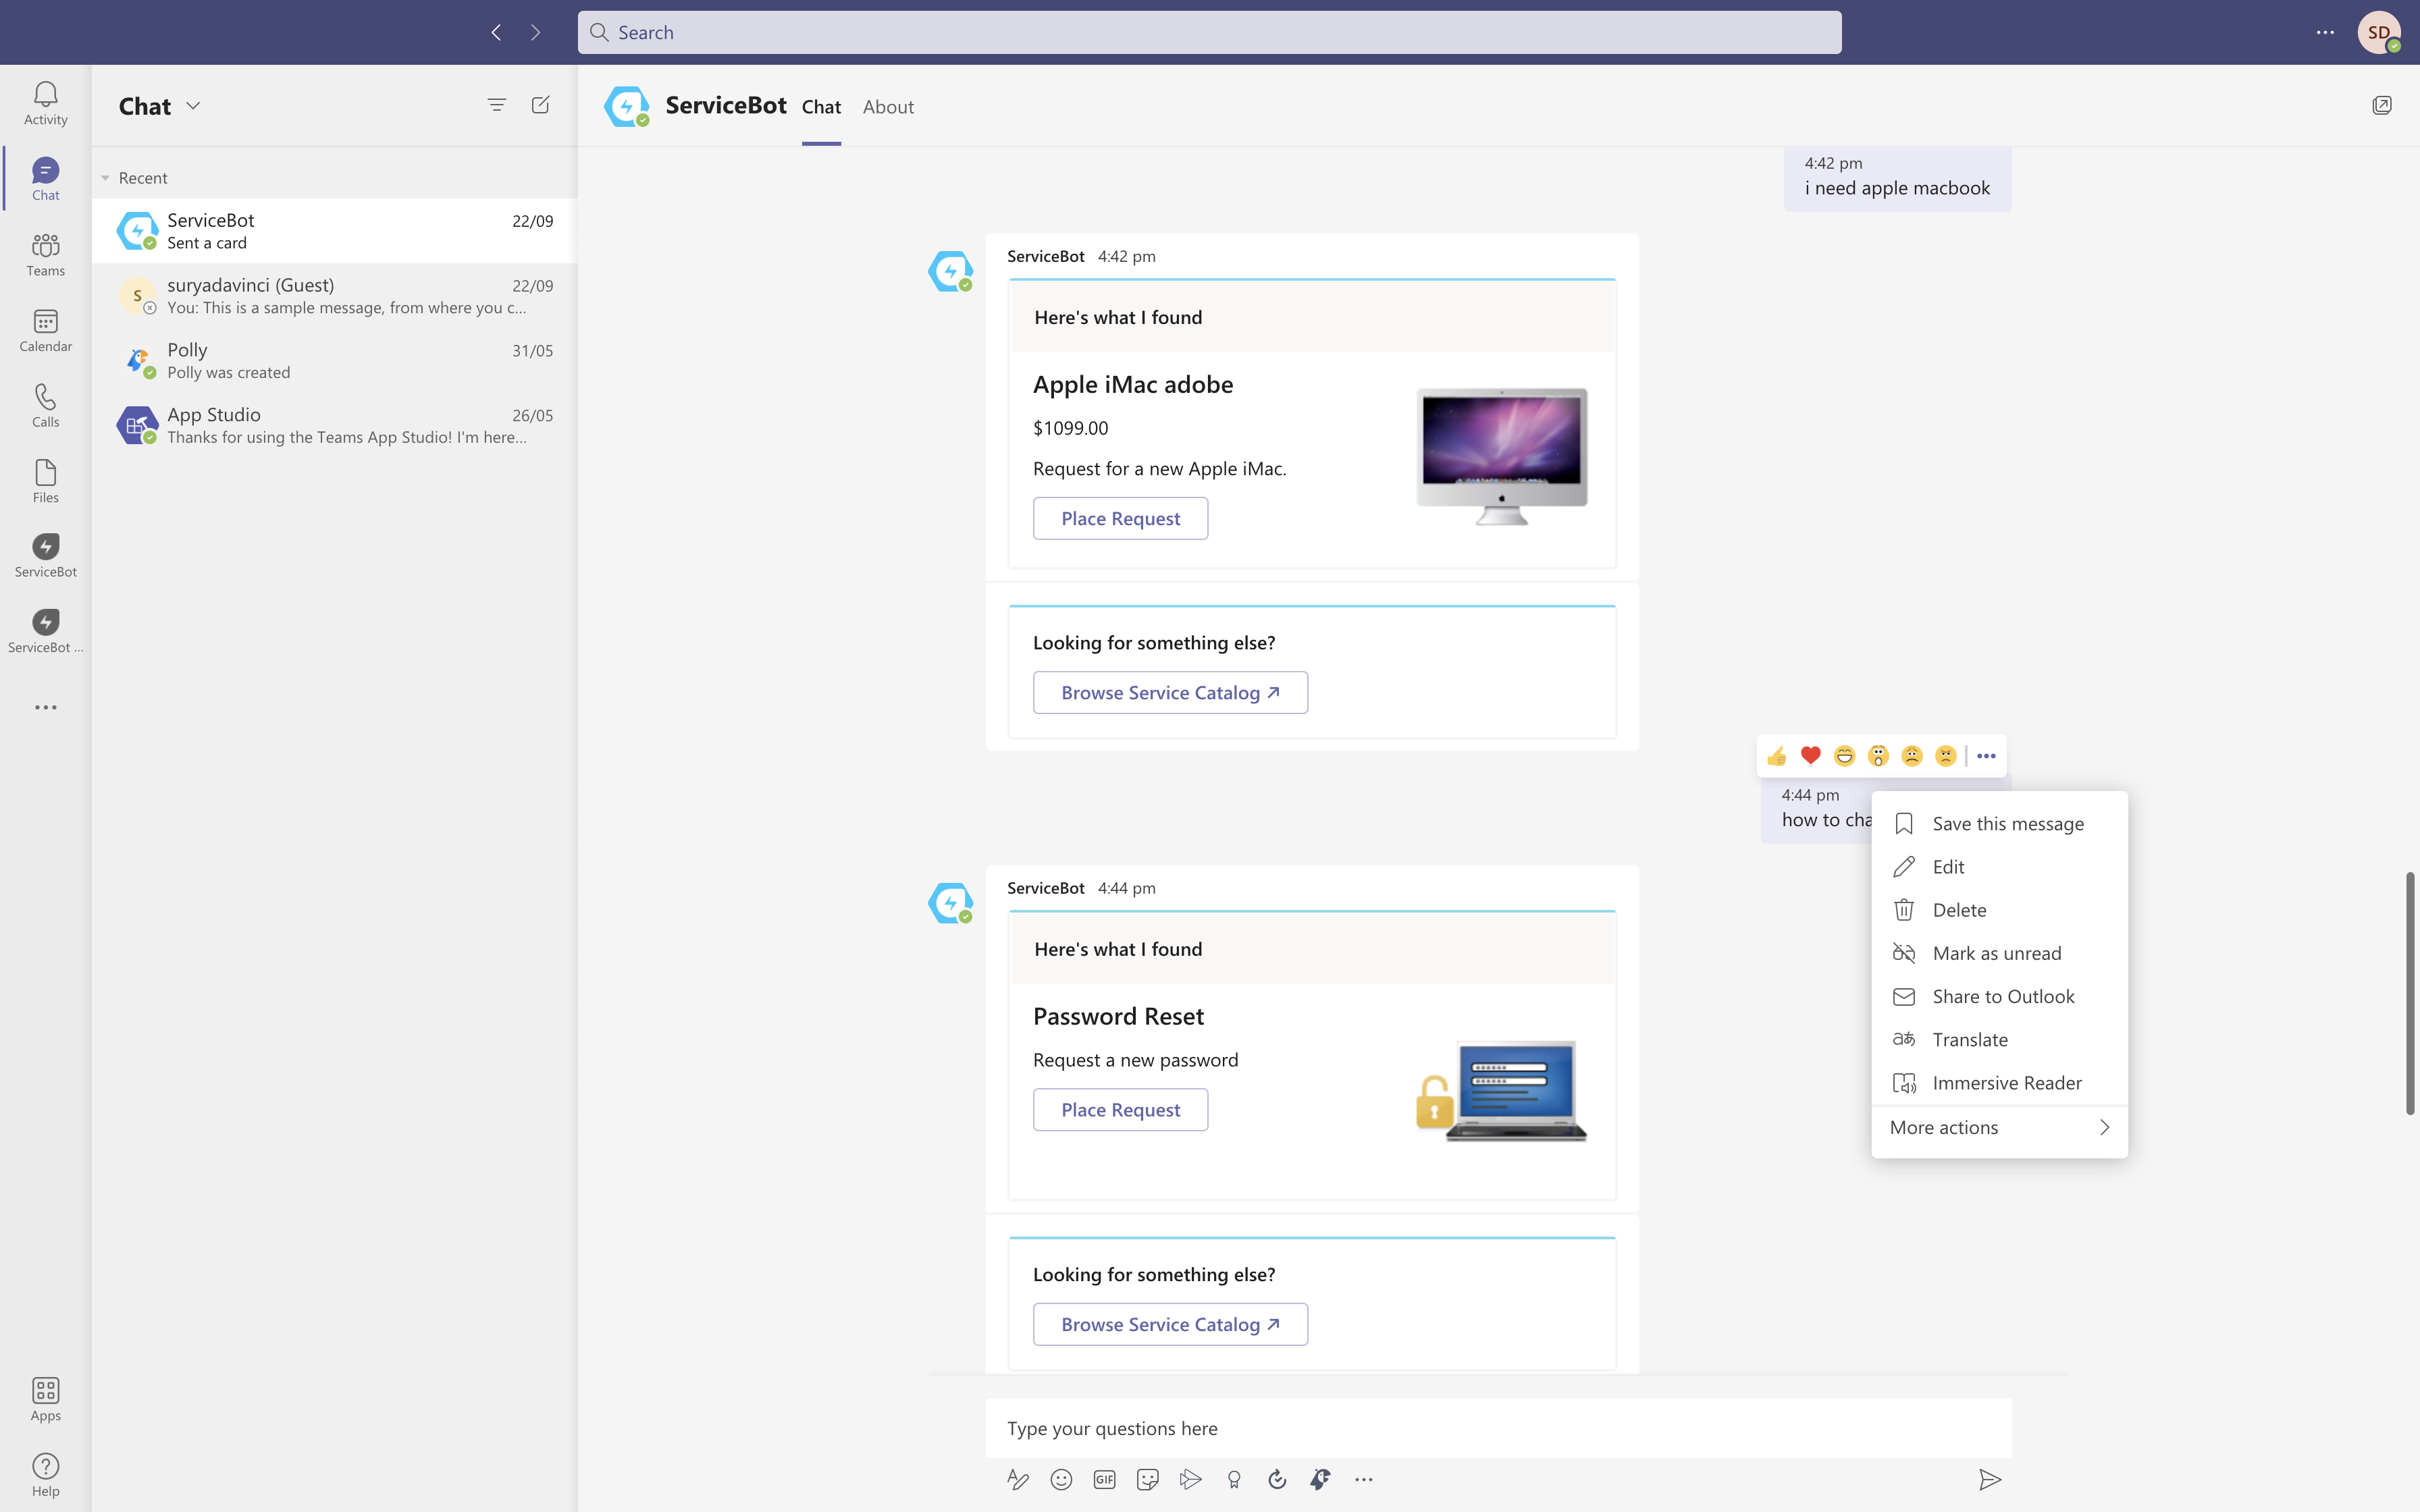 Search
SD
Activity
Chat
Teams
Calendar
Calls
Files
ServiceBot
ServiceBot ...
Apps
Help
Chat
Recent
ServiceBot 22/09
Sent a card
S
suryadavinci (Guest) 22/09
You: This is a sample message, from where you c...
Polly 31/05
Polly was created
App Studio 26/05
Thanks for using the Teams App Studio! I'm here...
ServiceBot Chat About
4:42 pm
i need apple macbook
ServiceBot 4:42 pm
Here's what I found
Apple iMac adobe
$1099.00
Request for a new Apple iMac.
Place Request
Looking for something else?
Browse Service Catalog ↗
4:44 pm
how to cha
Save this message
Edit
Delete
Mark as unread
Share to Outlook
Translate
Immersive Reader
More actions
ServiceBot 4:44 pm
Here's what I found
Password Reset
Request a new password
Place Request
Looking for something else?
Browse Service Catalog ↗
Type your questions here
GIF